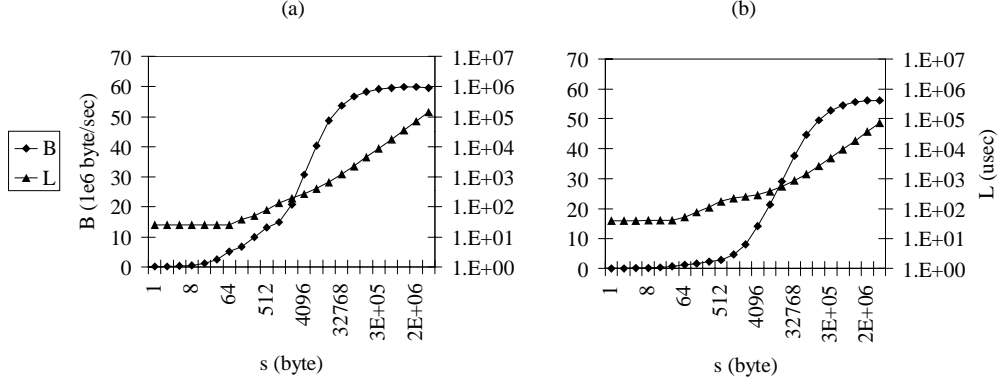 (a)
70
60
50
40
30
20
10
0
B (1e6 byte/sec)
1.E+07
1.E+06
1.E+05
1.E+04
1.E+03
1.E+02
1.E+01
1.E+00
1
8
64
512
4096
32768
3E+05
2E+06
s (byte)
B
L
(b)
70
60
50
40
30
20
10
0
1.E+07
1.E+06
1.E+05
1.E+04
1.E+03
1.E+02
1.E+01
1.E+00
L (usec)
1
8
64
512
4096
32768
3E+05
2E+06
s (byte)